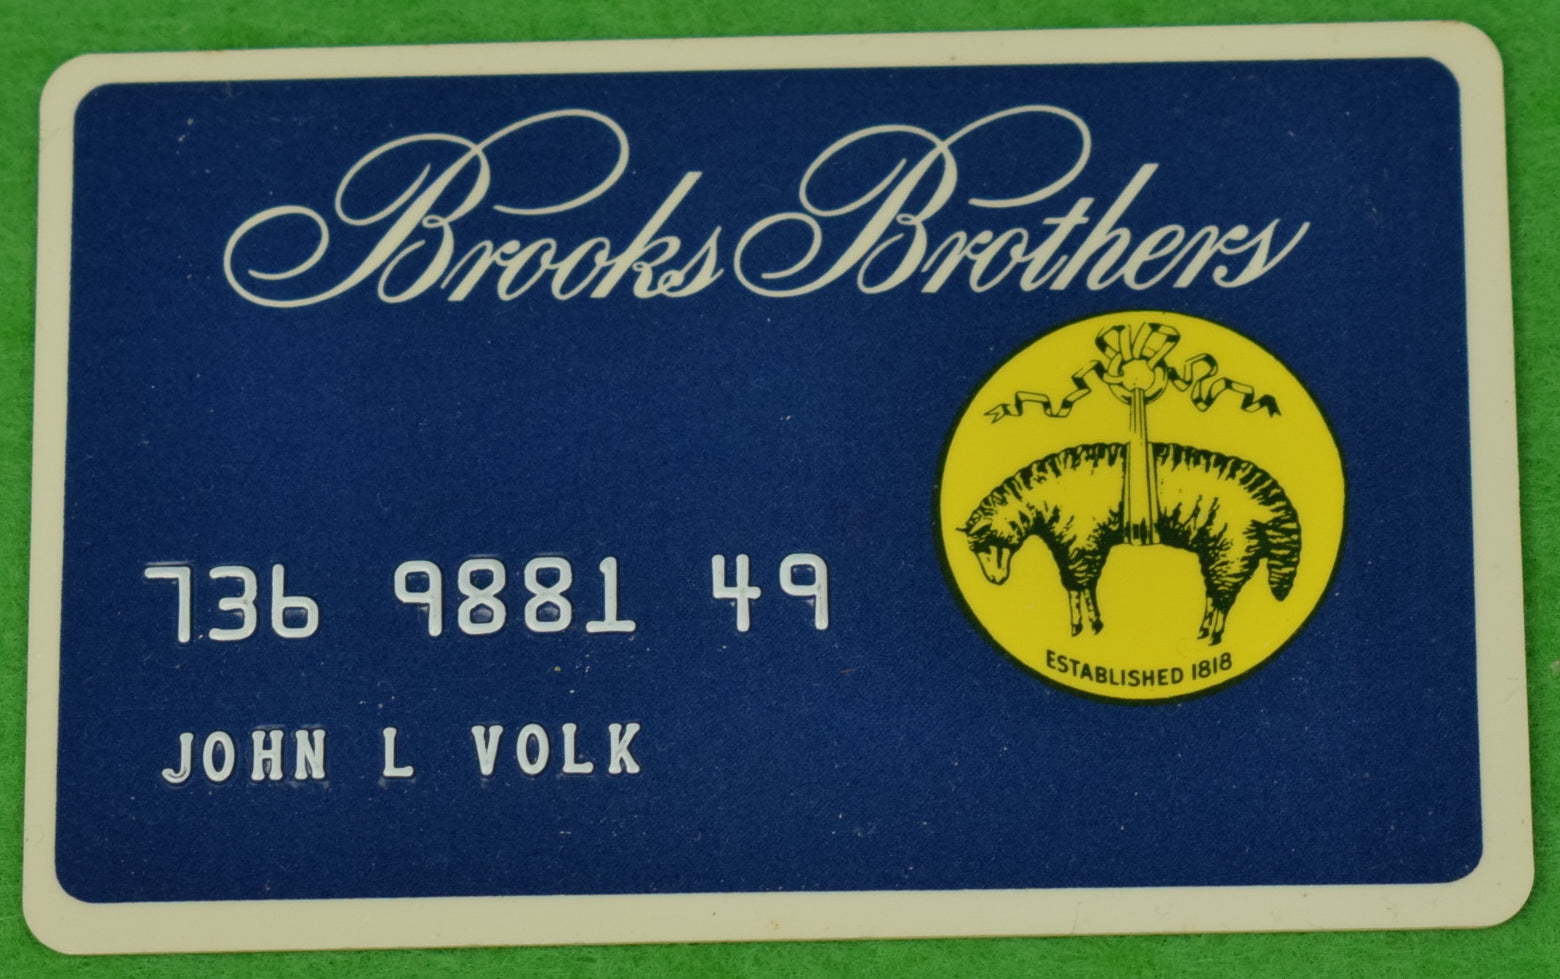 Brooks Brothers
ESTABLISHED 1818
736 9881 49
JOHN L VOLK